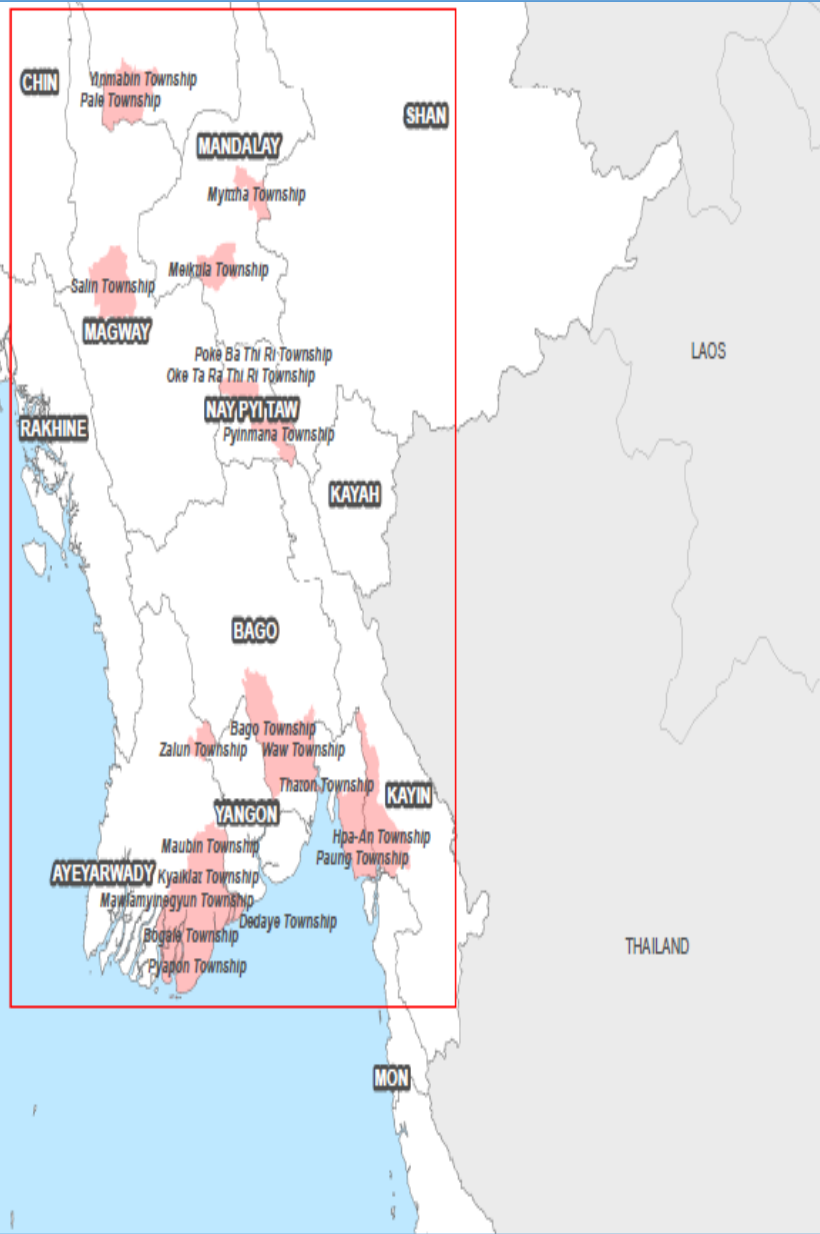 CHIN
Yinmabin Township
Pale Township
SHAN
MANDALAY
Myittha Township
Meiktila Township
Salin Township
MAGWAY
LAOS
Poke Ba Thi Ri Township
Oke Ta Ra Thi Ri Township
NAY PYI TAW
RAKHINE
Pyinmana Township
KAYAH
BAGO
Bago Township
Zalun Township
Waw Township
Thaton Township
KAYIN
YANGON
Hpa-An Township
Maubin Township
Paung Township
AYEYARWADY
Kyaiklat Township
Mawlamyinegyun Township
Dedaye Township
Bogale Township
THAILAND
Pyapon Township
MON